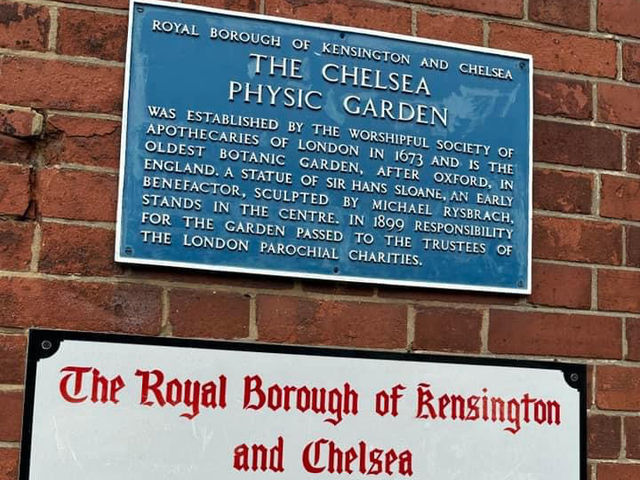 ROYAL BOROUGH OF KENSINGTON AND CHELSEA
THE CHELSEA
PHYSIC GARDEN
WAS ESTABLISHED BY THE WORSHIPFUL SOCIETY OF
APOTHECARIES OF LONDON IN 1673 AND IS THE
OLDEST BOTANIC GARDEN, AFTER OXFORD, IN
ENGLAND. A STATUE OF SIR HANS SLOANE, AN EARLY
BENEFACTOR, SCULPTED BY MICHAEL RYSBRACH,
STANDS IN THE CENTRE. IN 1899 RESPONSIBILITY
FOR THE GARDEN PASSED TO THE TRUSTEES OF
THE LONDON PAROCHIAL CHARITIES.
The Royal Borough of Kensington
and Chelsea